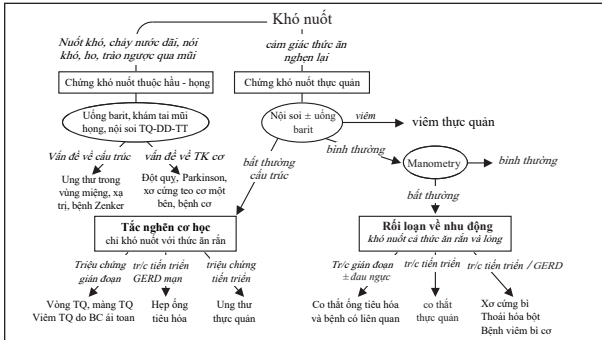 Khó nuốt
Nuốt khó, chảy nước dãi, nói
khó, ho, trào ngược qua mũi
cảm giác thức ăn
nghẹn lại
Chứng khó nuốt thuộc hầu - họng
Chứng khó nuốt thực quản
Uống barit, khám tai mũi
họng, nội soi TQ-DD-TT
Nội soi ± uống
barit
viêm
viêm thực quản
Vấn đề về cấu trúc
vấn đề về TK cơ
bất thường
cấu trúc
bình thường
Manometry
bình thường
Ung thư trong
vùng miệng, xạ
trị, bệnh Zenker
Đột quỵ, Parkinson,
xơ cứng teo cơ một
bên, bệnh cơ
bất thường
Tắc nghẽn cơ học
chỉ khó nuốt với thức ăn rắn
Rối loạn về nhu động
khó nuốt cả thức ăn rắn và lỏng
Triệu chứng
gián đoạn
tr/c tiến triển
GERD mạn
triệu chứng
tiến triển
Tr/c gián đoạn
±đau ngực
tr/c tiến triển
tr/c tiến triển / GERD
Vòng TQ, màng TQ
Viêm TQ do BC ái toan
Hẹp ống
tiêu hóa
Ung thư
thực quản
Co thắt ống tiêu hóa
và bệnh có liên quan
co thắt
thực quản
Xơ cứng bì
Thoái hóa bột
Bệnh viêm bì cơ